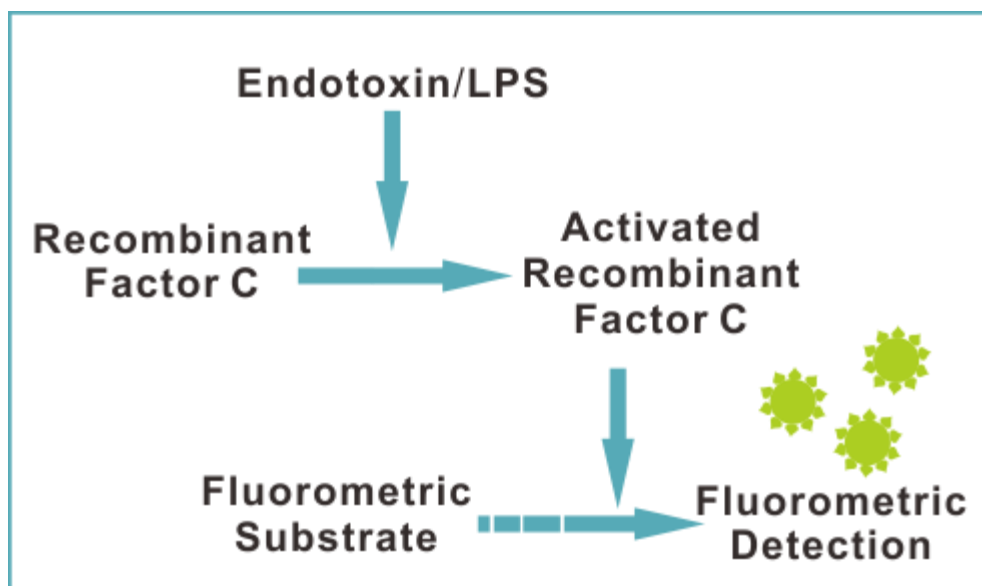 Endotoxin/LPS
Recombinant
Factor C
Activated
Recombinant
Factor C
Fluorometric
Substrate
Fluorometric
Detection